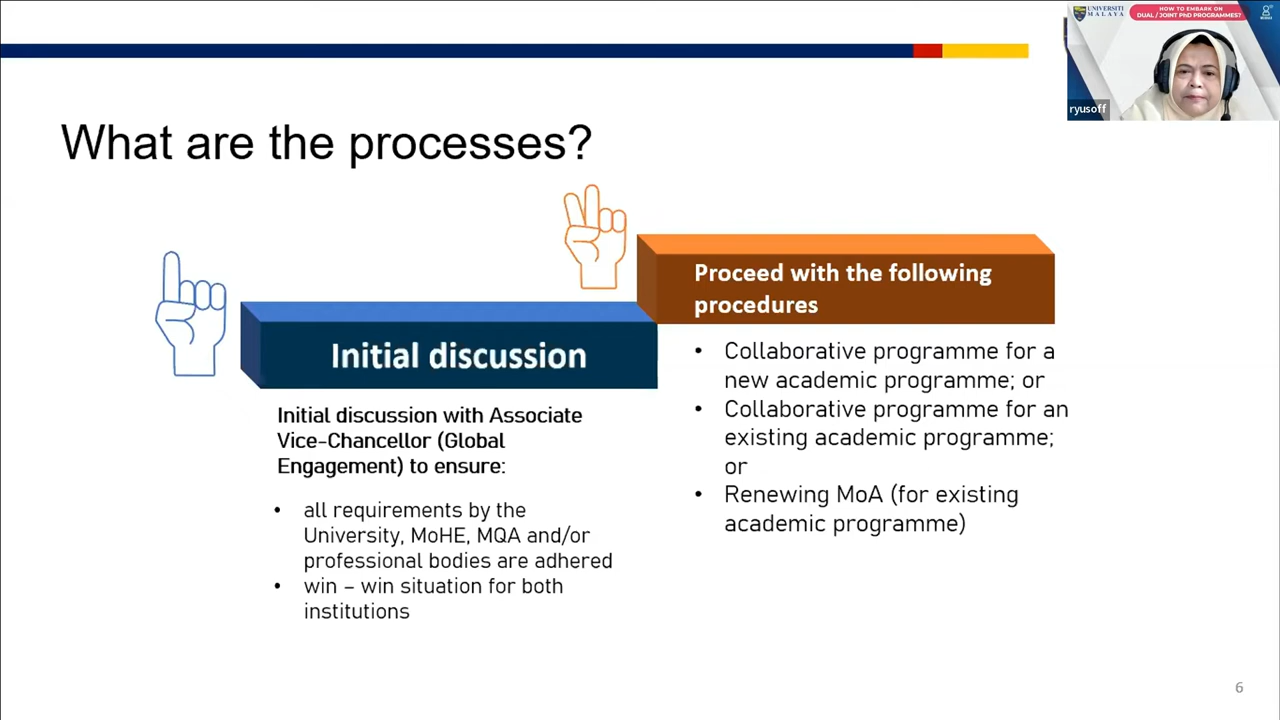 UNIVERSITI
MALAYA
HOW TO EMBARK ON
DUAL / JOINT PhD PROGRAMMES?
ryusoff
What are the processes?
Initial discussion
Initial discussion with Associate
Vice-Chancellor (Global
Engagement) to ensure:
• all requirements by the
University, MoHE, MQA and/or
professional bodies are adhered
• win – win situation for both
institutions
Proceed with the following
procedures
• Collaborative programme for a
new academic programme; or
• Collaborative programme for an
existing academic programme;
or
• Renewing MoA (for existing
academic programme)
6